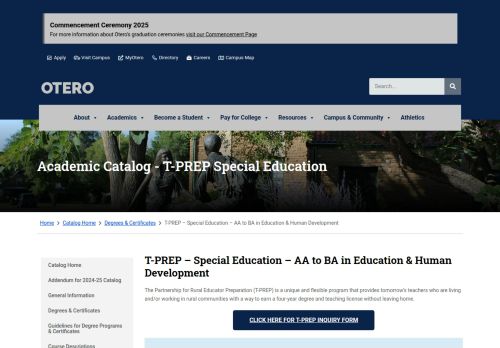 Commencement Ceremony 2025
For more information about Otero's graduation ceremonies visit our Commencement Page
Apply Visit Campus MyOtero Directory Careers Campus Map
OTERO
Search...
About Academics Become a Student Pay for College Resources Campus & Community Athletics
Academic Catalog - T-PREP Special Education
Home Catalog Home Degrees & Certificates T-PREP – Special Education – AA to BA in Education & Human Development
Catalog Home
Addendum for 2024-25 Catalog
General Information
Degrees & Certificates
Guidelines for Degree Programs
& Certificates
Course Descriptions
T-PREP – Special Education – AA to BA in Education & Human
Development
The Partnership for Rural Educator Preparation (T-PREP) is a unique and flexible program that provides tomorrow's teachers who are living
and/or working in rural communities with a way to earn a four-year degree and teaching license without leaving home.
CLICK HERE FOR T-PREP INQUIRY FORM